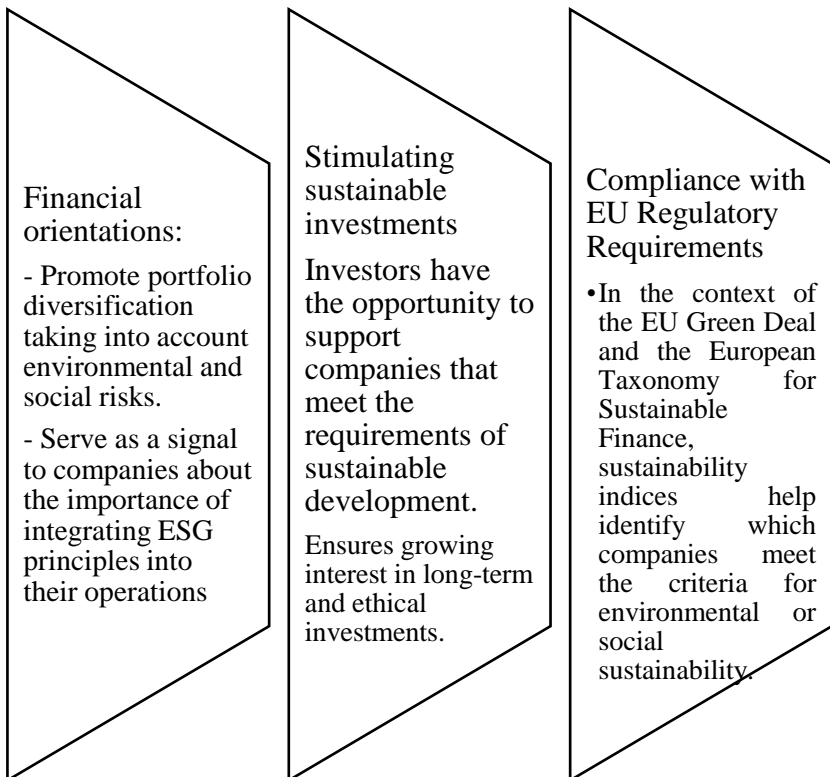 Financial
orientations:
- Promote portfolio
diversification
taking into account
environmental and
social risks.
- Serve as a signal
to companies about
the importance of
integrating ESG
principles into
their operations
Stimulating
sustainable
investments
Investors have
the opportunity to
support
companies that
meet the
requirements of
sustainable
development.
Ensures growing
interest in long-term
and ethical
investments.
Compliance with
EU Regulatory
Requirements
•In the context of
the EU Green Deal
and the European
Taxonomy for
Sustainable
Finance,
sustainability
indices help
identify which
companies meet
the criteria for
environmental or
social
sustainability.